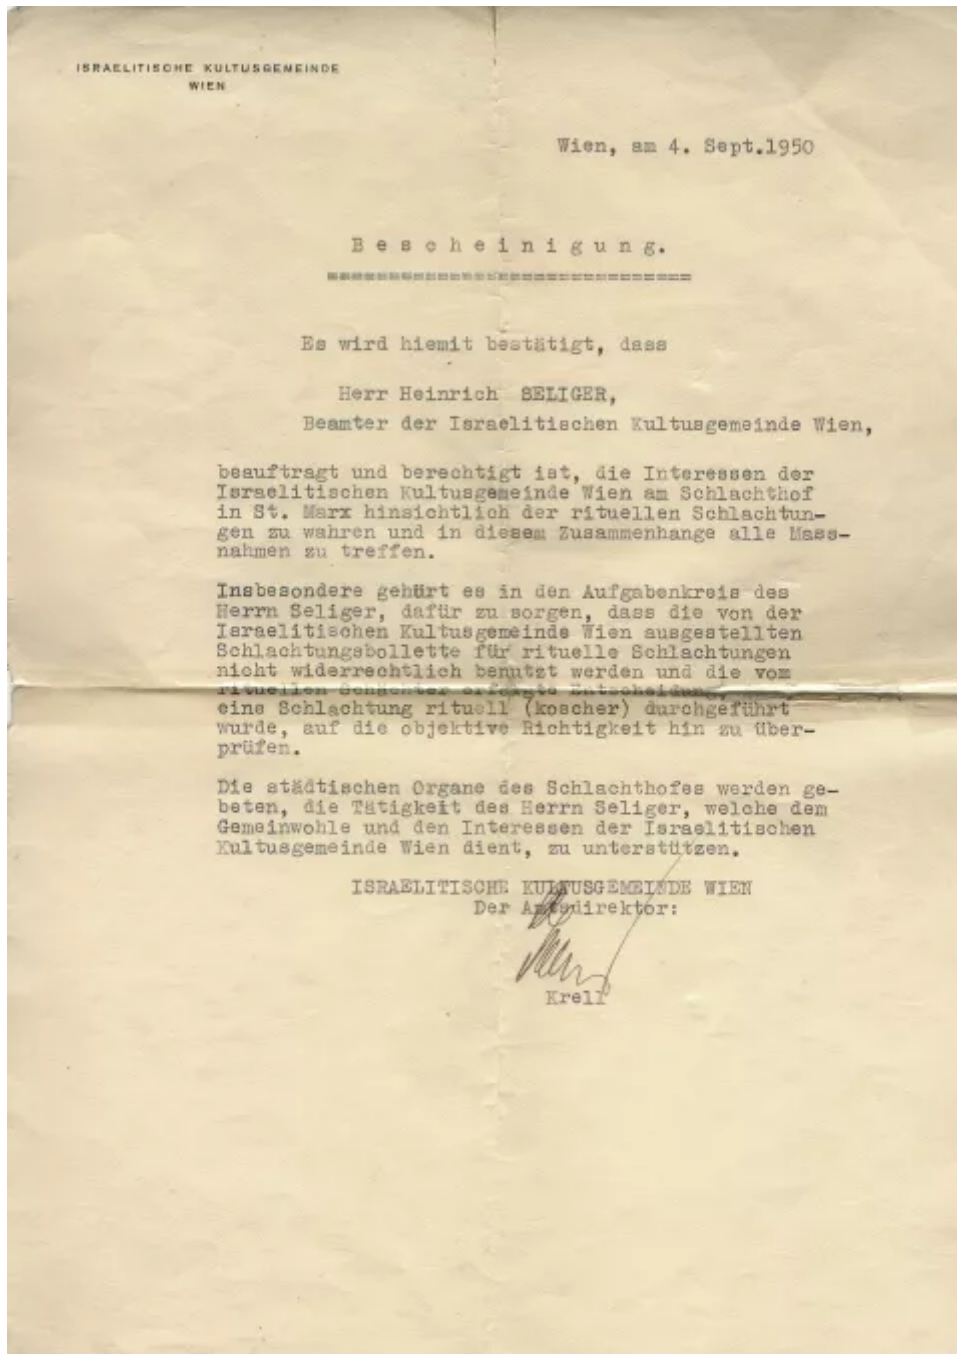 ISRAELITISCHE KULTUSGEMEINDE
WIEN
Wien, am 4. Sept.1950
B e s c h e i n i g u n g.
==============================
Es wird hiemit bestätigt, dass
Herr Heinrich SELIGER,
Beamter der Israelitischen Kultusgemeinde Wien,
beauftragt und berechtigt ist, die Interessen der
Israelitischen Kultusgemeinde Wien am Schlachthof
in St. Marx hinsichtlich der rituellen Schlachtun-
gen zu wahren und in diesem Zusammenhange alle Mass-
nahmen zu treffen.
Insbesondere gehört es in den Aufgabenkreis des
Herrn Seliger, dafür zu sorgen, dass die von der
Israelitischen Kultusgemeinde Wien ausgestellten
Schlachtungsbollette für rituelle Schlachtungen
nicht widerrechtlich benutzt werden und die vom
rituellen Schächter erfolgte Entscheidung,
eine Schlachtung rituell (koscher) durchgeführt
wurde, auf die objektive Richtigkeit hin zu über-
prüfen.
Die städtischen Organe des Schlachthofes werden ge-
beten, die Tätigkeit des Herrn Seliger, welche dem
Gemeinwohle und den Interessen der Israelitischen
Kultusgemeinde Wien dient, zu unterstützen.
ISRAELITISCHE KULTUSGEMEINDE WIEN
Der Amtsdirektor:
Krell